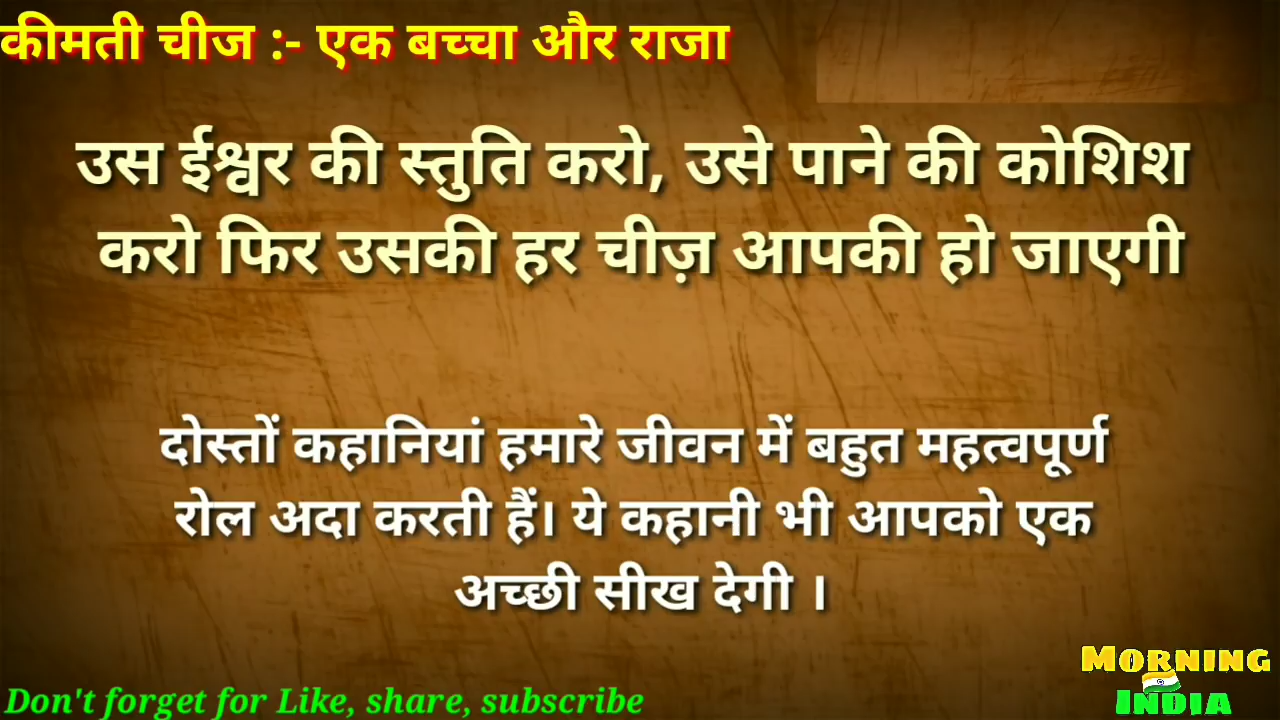 कीमती चीज :- एक बच्चा और राजा
उस ईश्वर की स्तुति करो, उसे पाने की कोशिश
करो फिर उसकी हर चीज़ आपकी हो जाएगी
दोस्तों कहानियां हमारे जीवन में बहुत महत्वपूर्ण
रोल अदा करती हैं। ये कहानी भी आपको एक
अच्छी सीख देगी ।
Don't forget for Like, share, subscribe
MORNING
INDIA